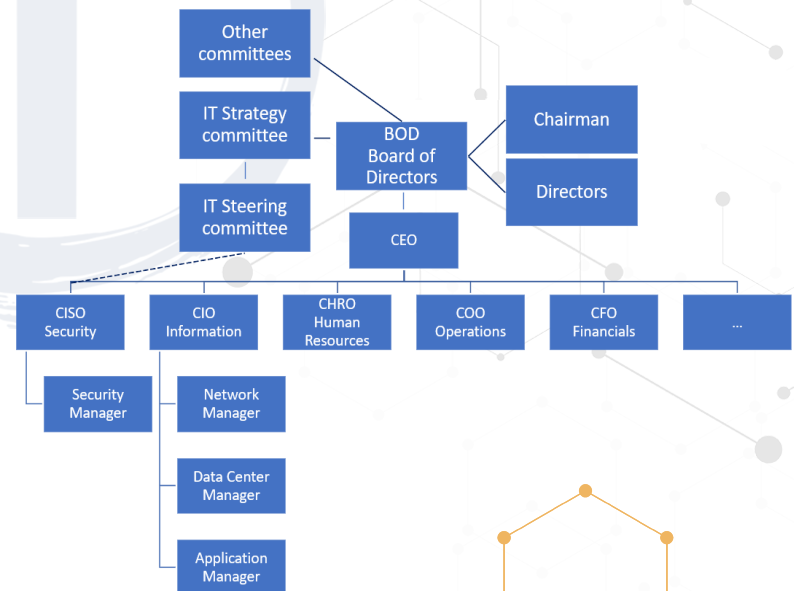 Other
committees
IT Strategy
committee
BOD
Board of
Directors
Chairman
Directors
IT Steering
committee
CEO
CISO
Security
CIO
Information
CHRO
Human
Resources
COO
Operations
CFO
Financials
...
Security
Manager
Network
Manager
Data Center
Manager
Application
Manager